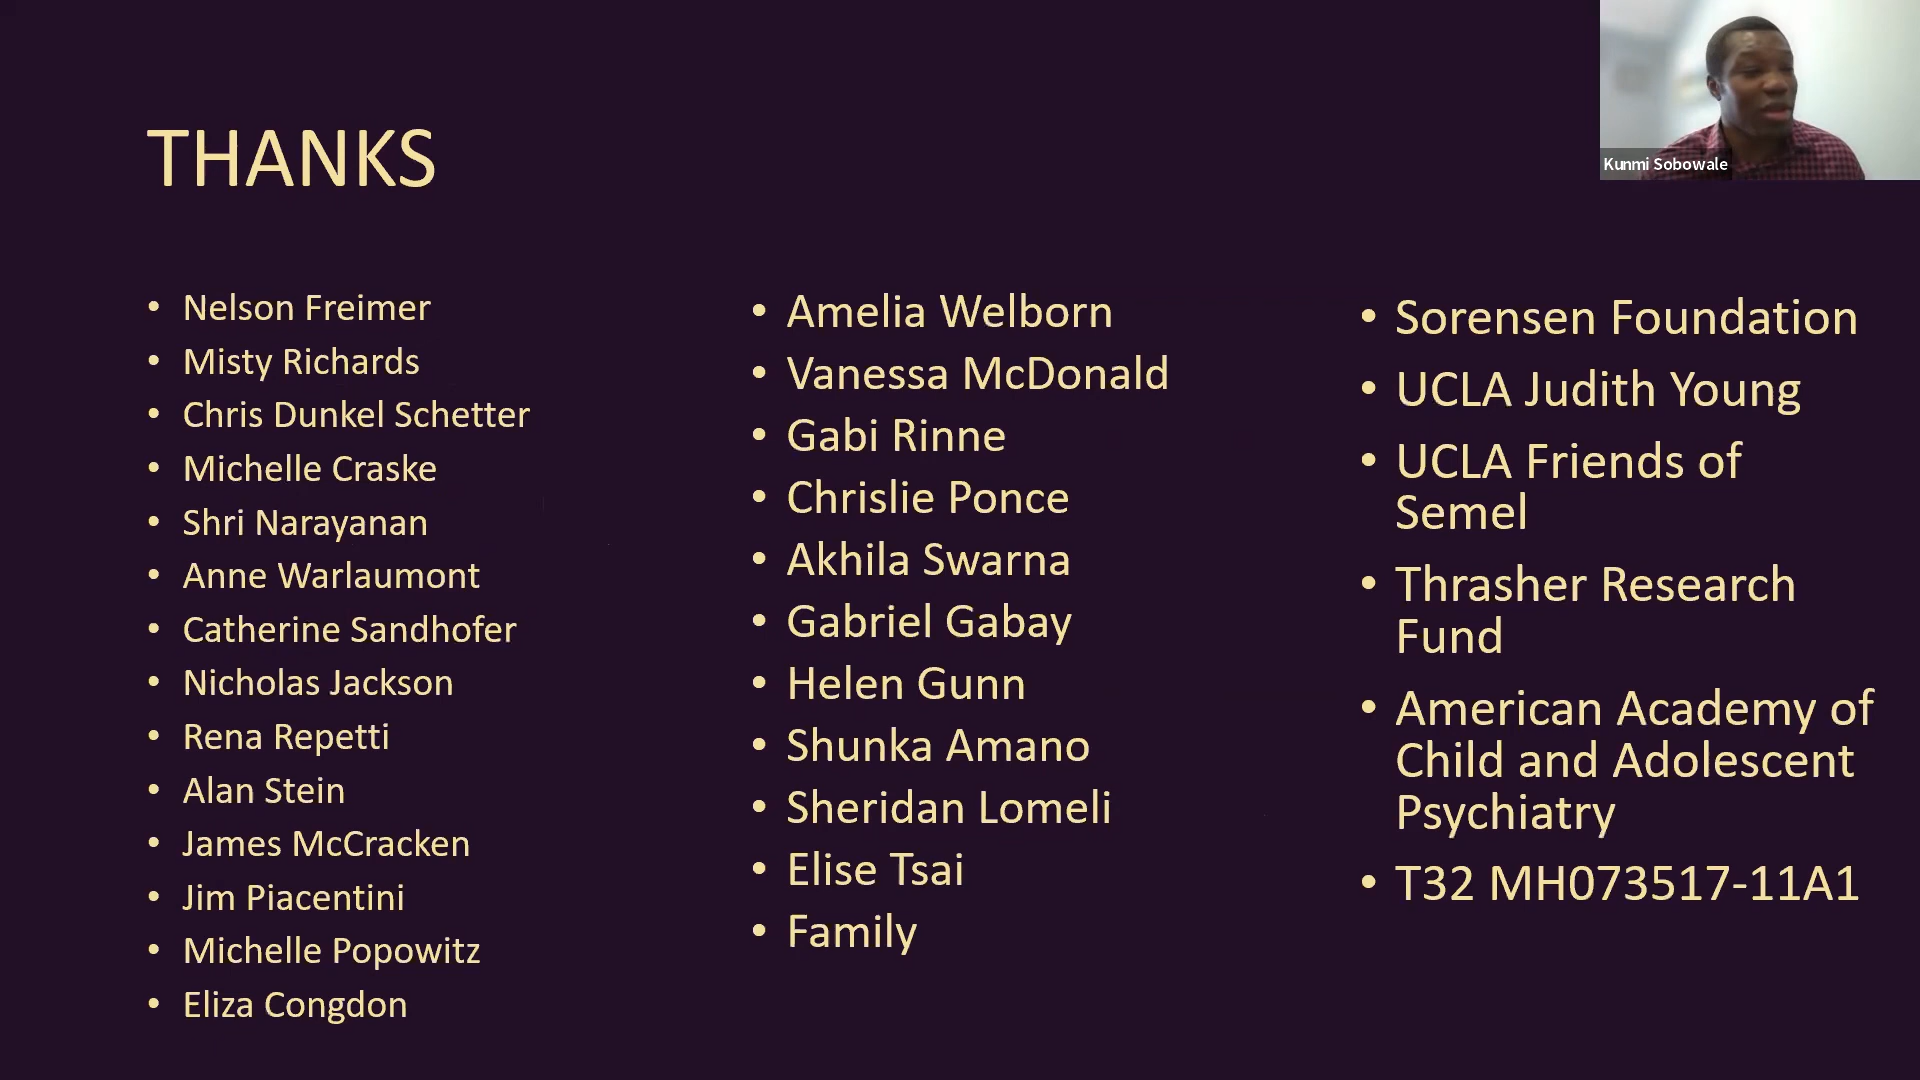 THANKS
Kunmi Sobowale
• Nelson Freimer
• Misty Richards
• Chris Dunkel Schetter
• Michelle Craske
• Shri Narayanan
• Anne Warlaumont
• Catherine Sandhofer
• Nicholas Jackson
• Rena Repetti
• Alan Stein
• James McCracken
• Jim Piacentini
• Michelle Popowitz
• Eliza Congdon
• Amelia Welborn
• Vanessa McDonald
• Gabi Rinne
• Chrislie Ponce
• Akhila Swarna
• Gabriel Gabay
• Helen Gunn
• Shunka Amano
• Sheridan Lomeli
• Elise Tsai
• Family
• Sorensen Foundation
• UCLA Judith Young
• UCLA Friends of
Semel
• Thrasher Research
Fund
• American Academy of
Child and Adolescent
Psychiatry
• T32 MH073517-11A1